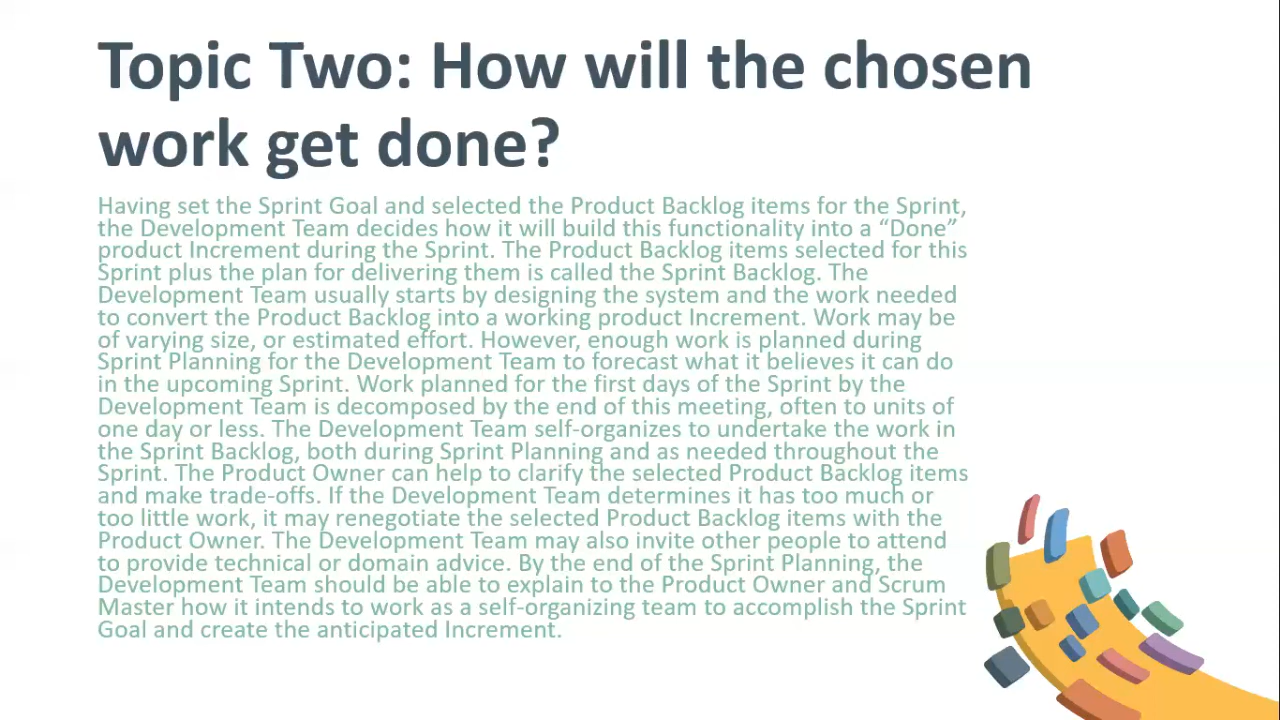 Topic Two: How will the chosen
work get done?
Having set the Sprint Goal and selected the Product Backlog items for the Sprint,
the Development Team decides how it will build this functionality into a “Done”
product Increment during the Sprint. The Product Backlog items selected for this
Sprint plus the plan for delivering them is called the Sprint Backlog. The
Development Team usually starts by designing the system and the work needed
to convert the Product Backlog into a working product Increment. Work may be
of varying size, or estimated effort. However, enough work is planned during
Sprint Planning for the Development Team to forecast what it believes it can do
in the upcoming Sprint. Work planned for the first days of the Sprint by the
Development Team is decomposed by the end of this meeting, often to units of
one day or less. The Development Team self-organizes to undertake the work in
the Sprint Backlog, both during Sprint Planning and as needed throughout the
Sprint. The Product Owner can help to clarify the selected Product Backlog items
and make trade-offs. If the Development Team determines it has too much or
too little work, it may renegotiate the selected Product Backlog items with the
Product Owner. The Development Team may also invite other people to attend
to provide technical or domain advice. By the end of the Sprint Planning, the
Development Team should be able to explain to the Product Owner and Scrum
Master how it intends to work as a self-organizing team to accomplish the Sprint
Goal and create the anticipated Increment.